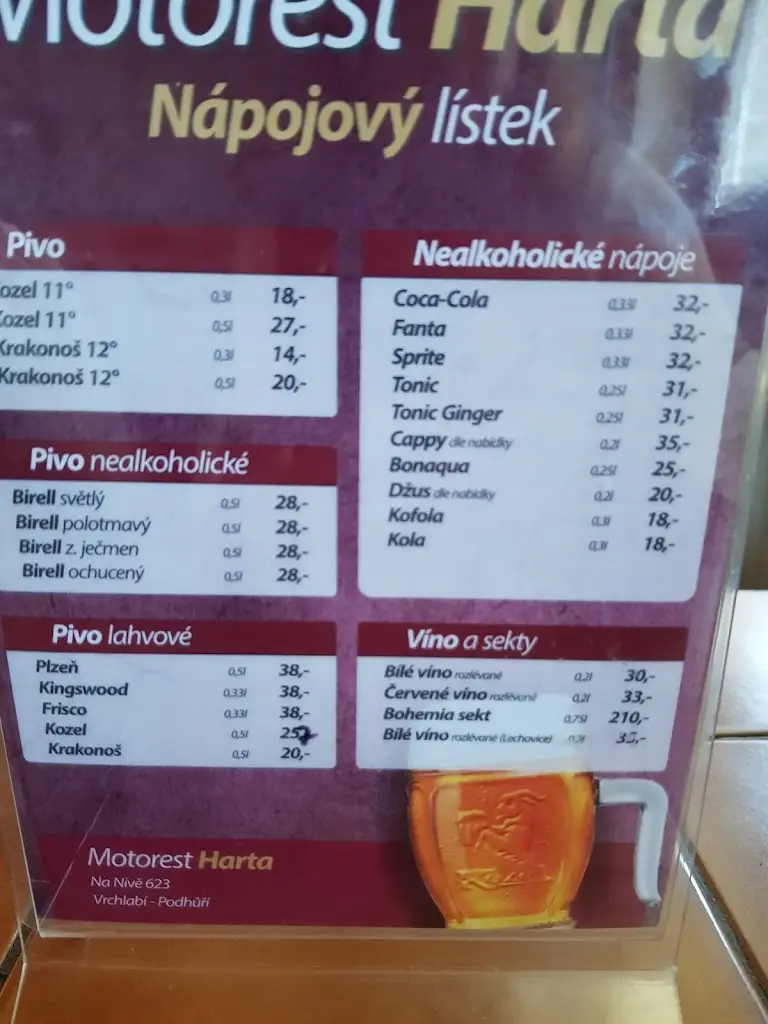 Motorest Harta
Nápojový lístek
Pivo
ozel 11° 0,3l 18,-
Kozel 11° 0,5l 27,-
Krakonoš 12° 0,3l 14,-
Krakonoš 12° 0,5l 20,-
Pivo nealkoholické
Birell světlý 0,5l 28,-
Birell polotmavý 0,5l 28,-
Birell z. ječmen 0,5l 28,-
Birell ochucený 0,5l 28,-
Pivo lahvové
Plzeň 0,5l 38,-
Kingswood 0,33l 38,-
Frisco 0,33l 38,-
Kozel 0,5l 25
Krakonoš 0,5l 20,-
Nealkoholické nápoje
Coca-Cola 0,33l 32,-
Fanta 0,33l 32,-
Sprite 0,33l 32,-
Tonic 0,25l 31,-
Tonic Ginger 0,25l 31,-
Cappy dle nabídky 0,2l 35,-
Bonaqua 0,25l 25,-
Džus dle nabídky 0,2l 20,-
Kofola 0,3l 18,-
Kola 0,3l 18,-
Víno a sekty
Bílé víno rozlévané 0,2l 30,-
Červené víno rozlévané 0,2l 33,-
Bohemia sekt 0,75l 210,-
Bílé víno rozlévané (Lechovice) 0,2l
Motorest Harta
Na Nivě 623
Vrchlabí - Podhůří